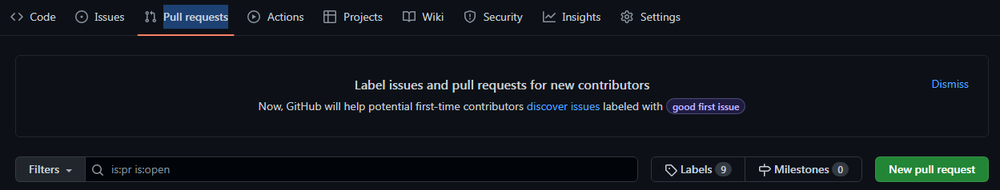 Code Issues Pull requests Actions Projects Wiki Security Insights Settings
Label issues and pull requests for new contributors
Dismiss
Now, GitHub will help potential first-time contributors discover issues labeled with good first issue
Filters is:pr is:open Labels 9 Milestones 0 New pull request